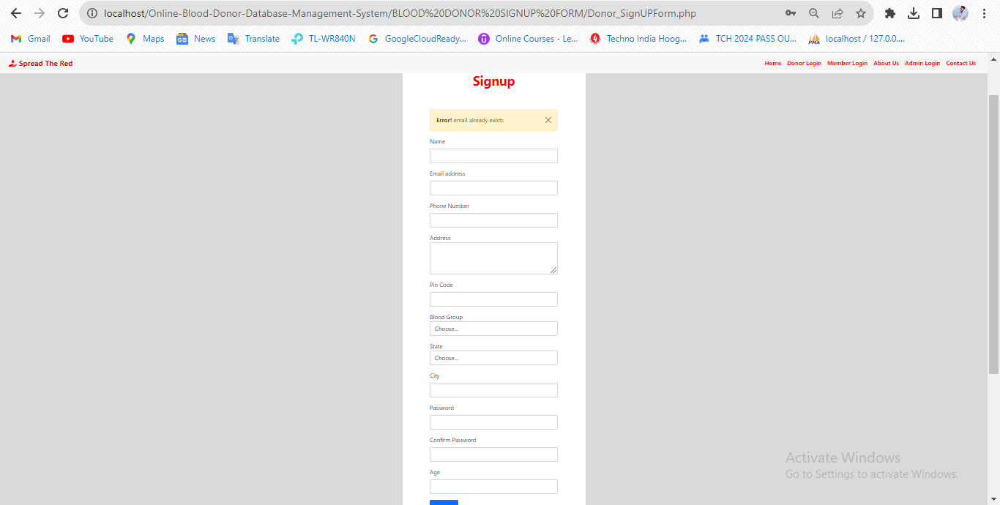 localhost/Online-Blood-Donor-Database-Management-System/BLOOD%20DONOR%20SIGNUP%20FORM/Donor_SignUPForm.php
Gmail YouTube Maps News Translate TL-WR840N GoogleCloudReady... Online Courses - Le... Techno India Hoog... TCH 2024 PASS OU... PMA localhost / 127.0.0....
Spread The Red Home Donor Login Member Login About Us Admin Login Contact Us
Signup
Error! email already exists
Name
Email address
Phone Number
Address
Pin Code
Blood Group
Choose...
State
Choose...
City
Password
Confirm Password
Age
Activate Windows
Go to Settings to activate Windows.